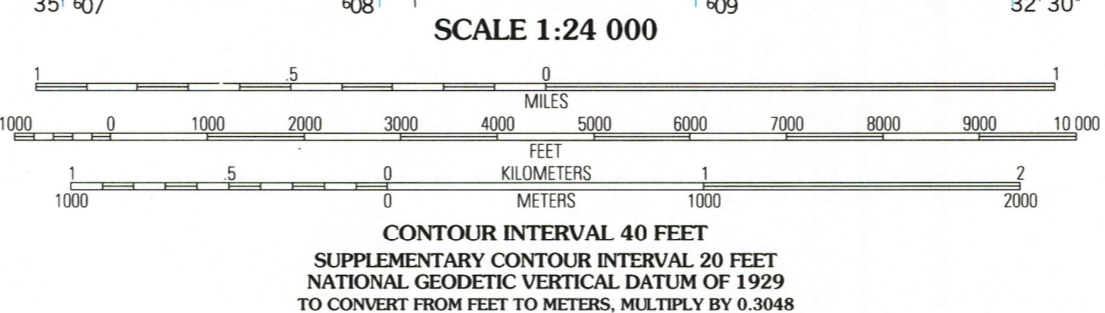 35' 607 608 609 32' 30"
SCALE 1:24 000
1 .5 0 1
MILES
1000 0 1000 2000 3000 4000 5000 6000 7000 8000 9000 10 000
FEET
1 .5 0 KILOMETERS 1 2
1000 0 METERS 1000 2000
CONTOUR INTERVAL 40 FEET
SUPPLEMENTARY CONTOUR INTERVAL 20 FEET
NATIONAL GEODETIC VERTICAL DATUM OF 1929
TO CONVERT FROM FEET TO METERS, MULTIPLY BY 0.3048